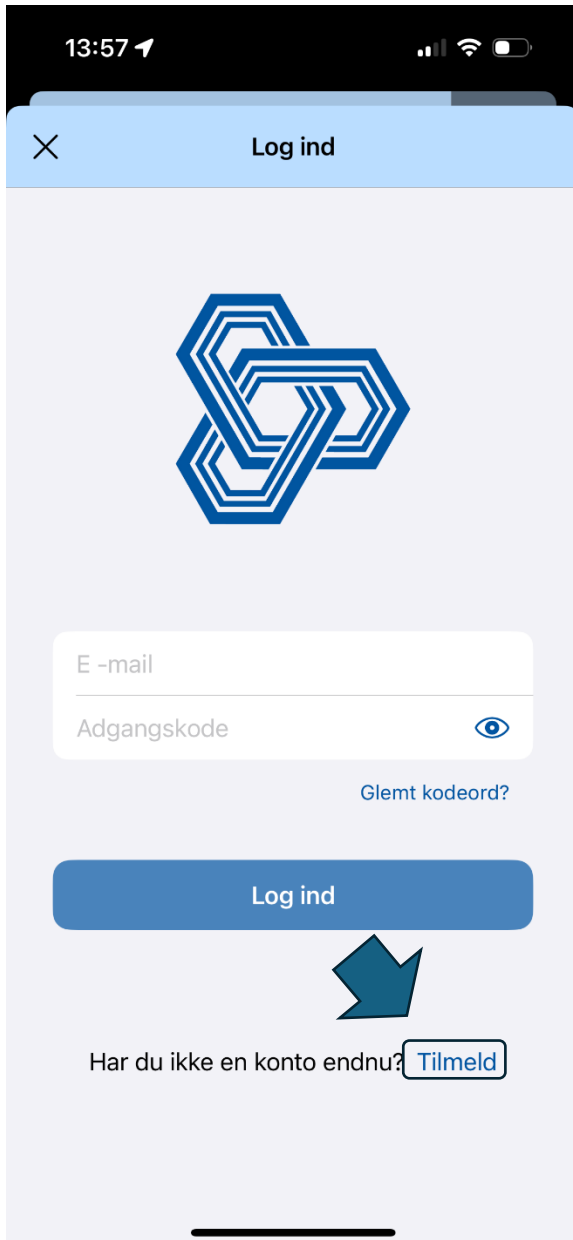 13:57
Log ind
E -mail
Adgangskode
Glemt kodeord?
Log ind
Har du ikke en konto endnu? Tilmeld